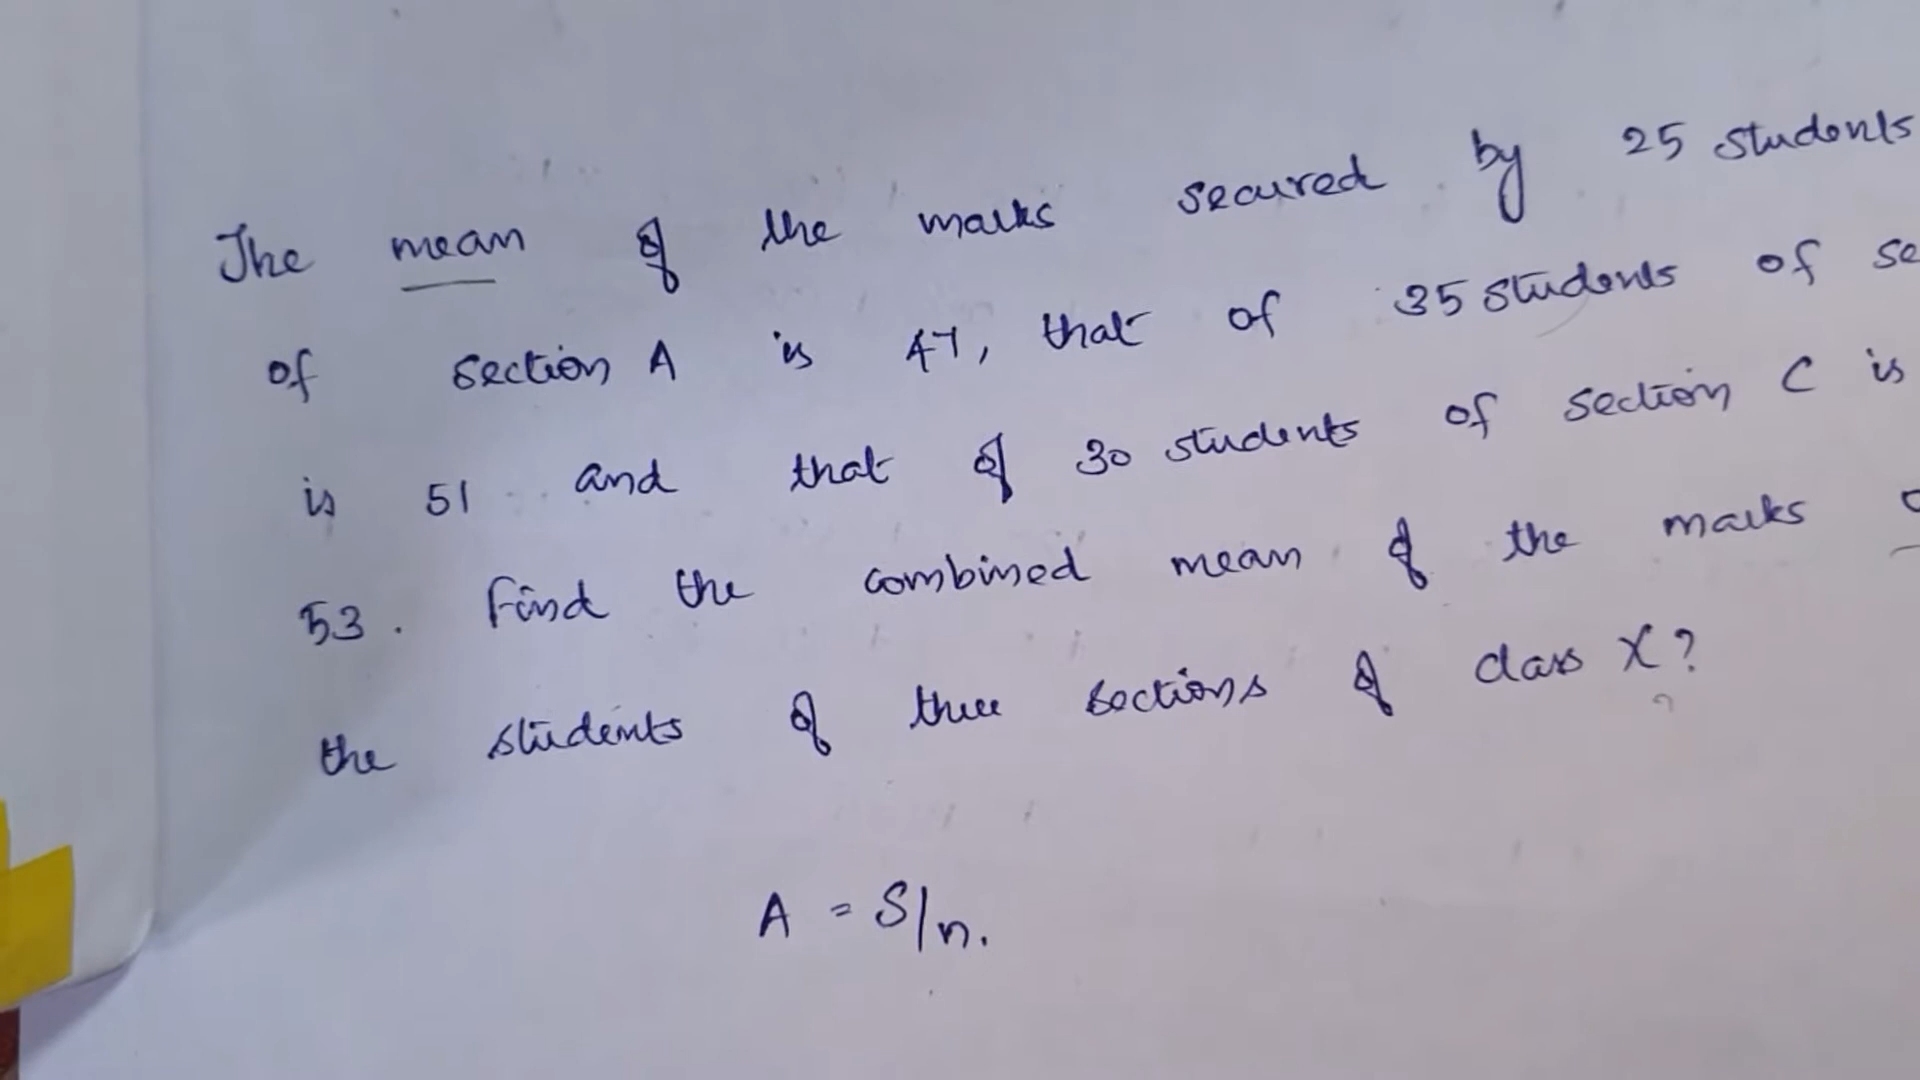 The mean of the marks secured by 25 students
of section A is 47, that of 35 students of se
is 51 and that of 30 students of section C is
53. Find the combined mean of the marks o
the students of three sections of class X?
A = S/n.